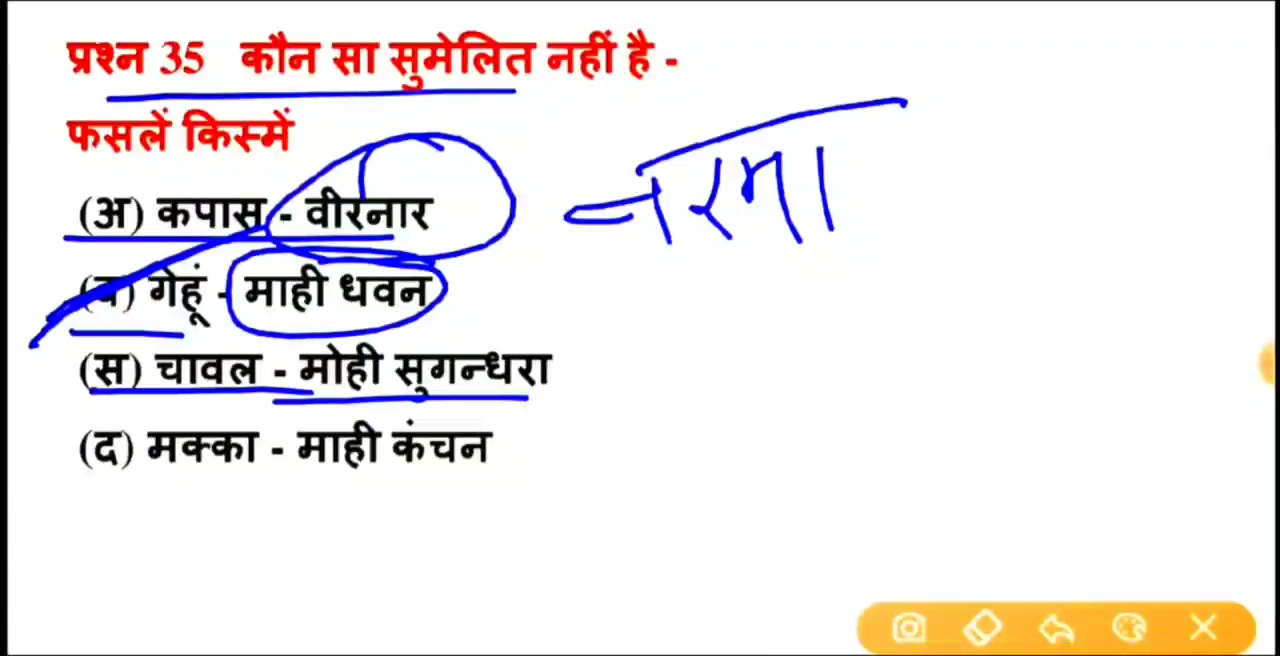 प्रश्न 35 कौन सा सुमेलित नहीं है -
फसलें किस्में
(अ) कपास - वीरनार
नरमा
(ब) गेहूं - माही धवन
(स) चावल - मोही सुगन्धरा
(द) मक्का - माही कंचन